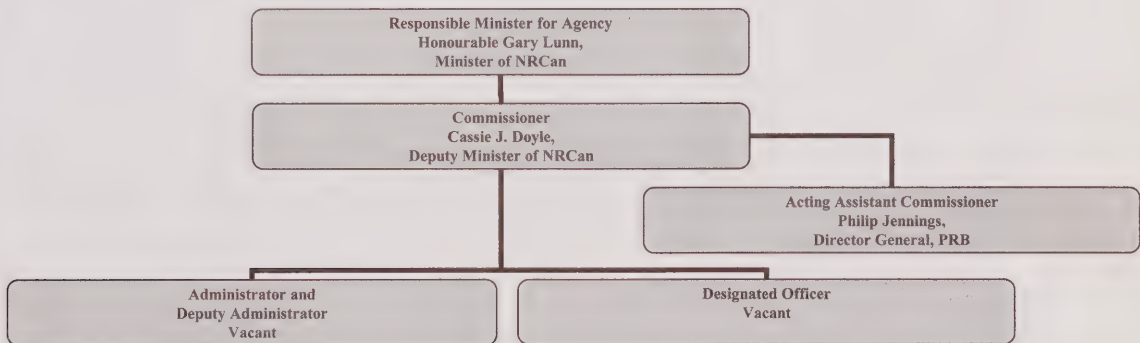 Responsible Minister for Agency
Honourable Gary Lunn,
Minister of NRCan
Commissioner
Cassie J. Doyle,
Deputy Minister of NRCan
Acting Assistant Commissioner
Philip Jennings,
Director General, PRB
Administrator and
Deputy Administrator
Vacant
Designated Officer
Vacant